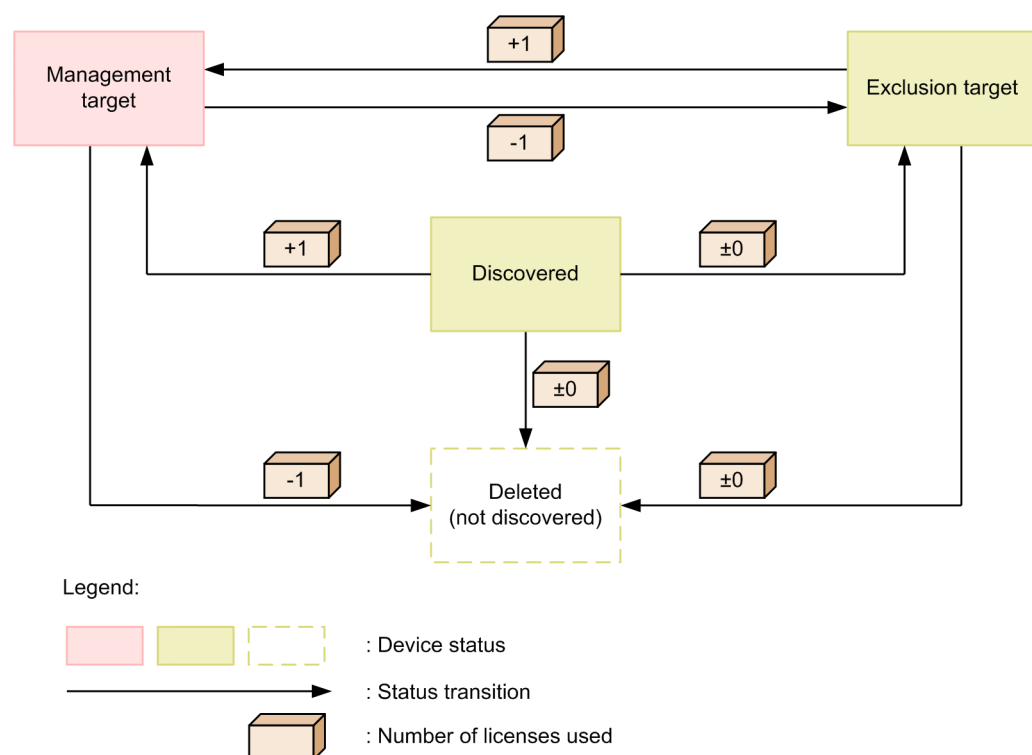 +1
Management
target
Exclusion target
-1
+1
Discovered
±0
±0
-1
Deleted
(not discovered)
±0
Legend:
: Device status
: Status transition
: Number of licenses used